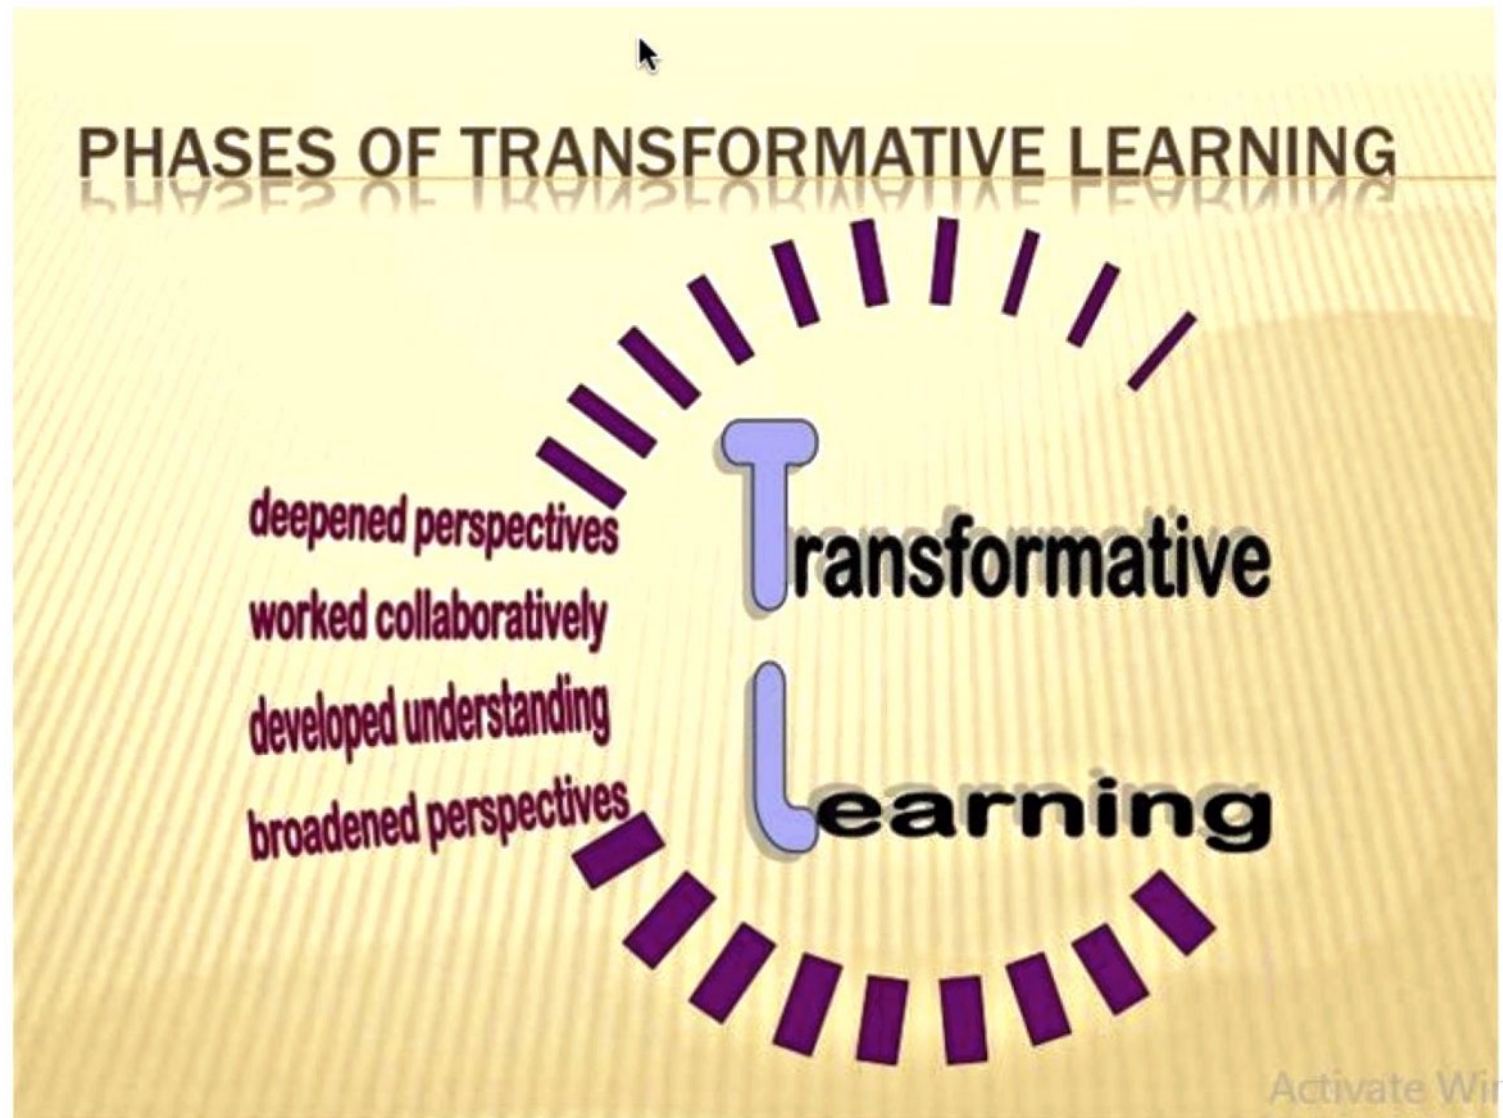 PHASES OF TRANSFORMATIVE LEARNING
deepened perspectives
worked collaboratively
developed understanding
broadened perspectives
Transformative
Learning
Activate Wi